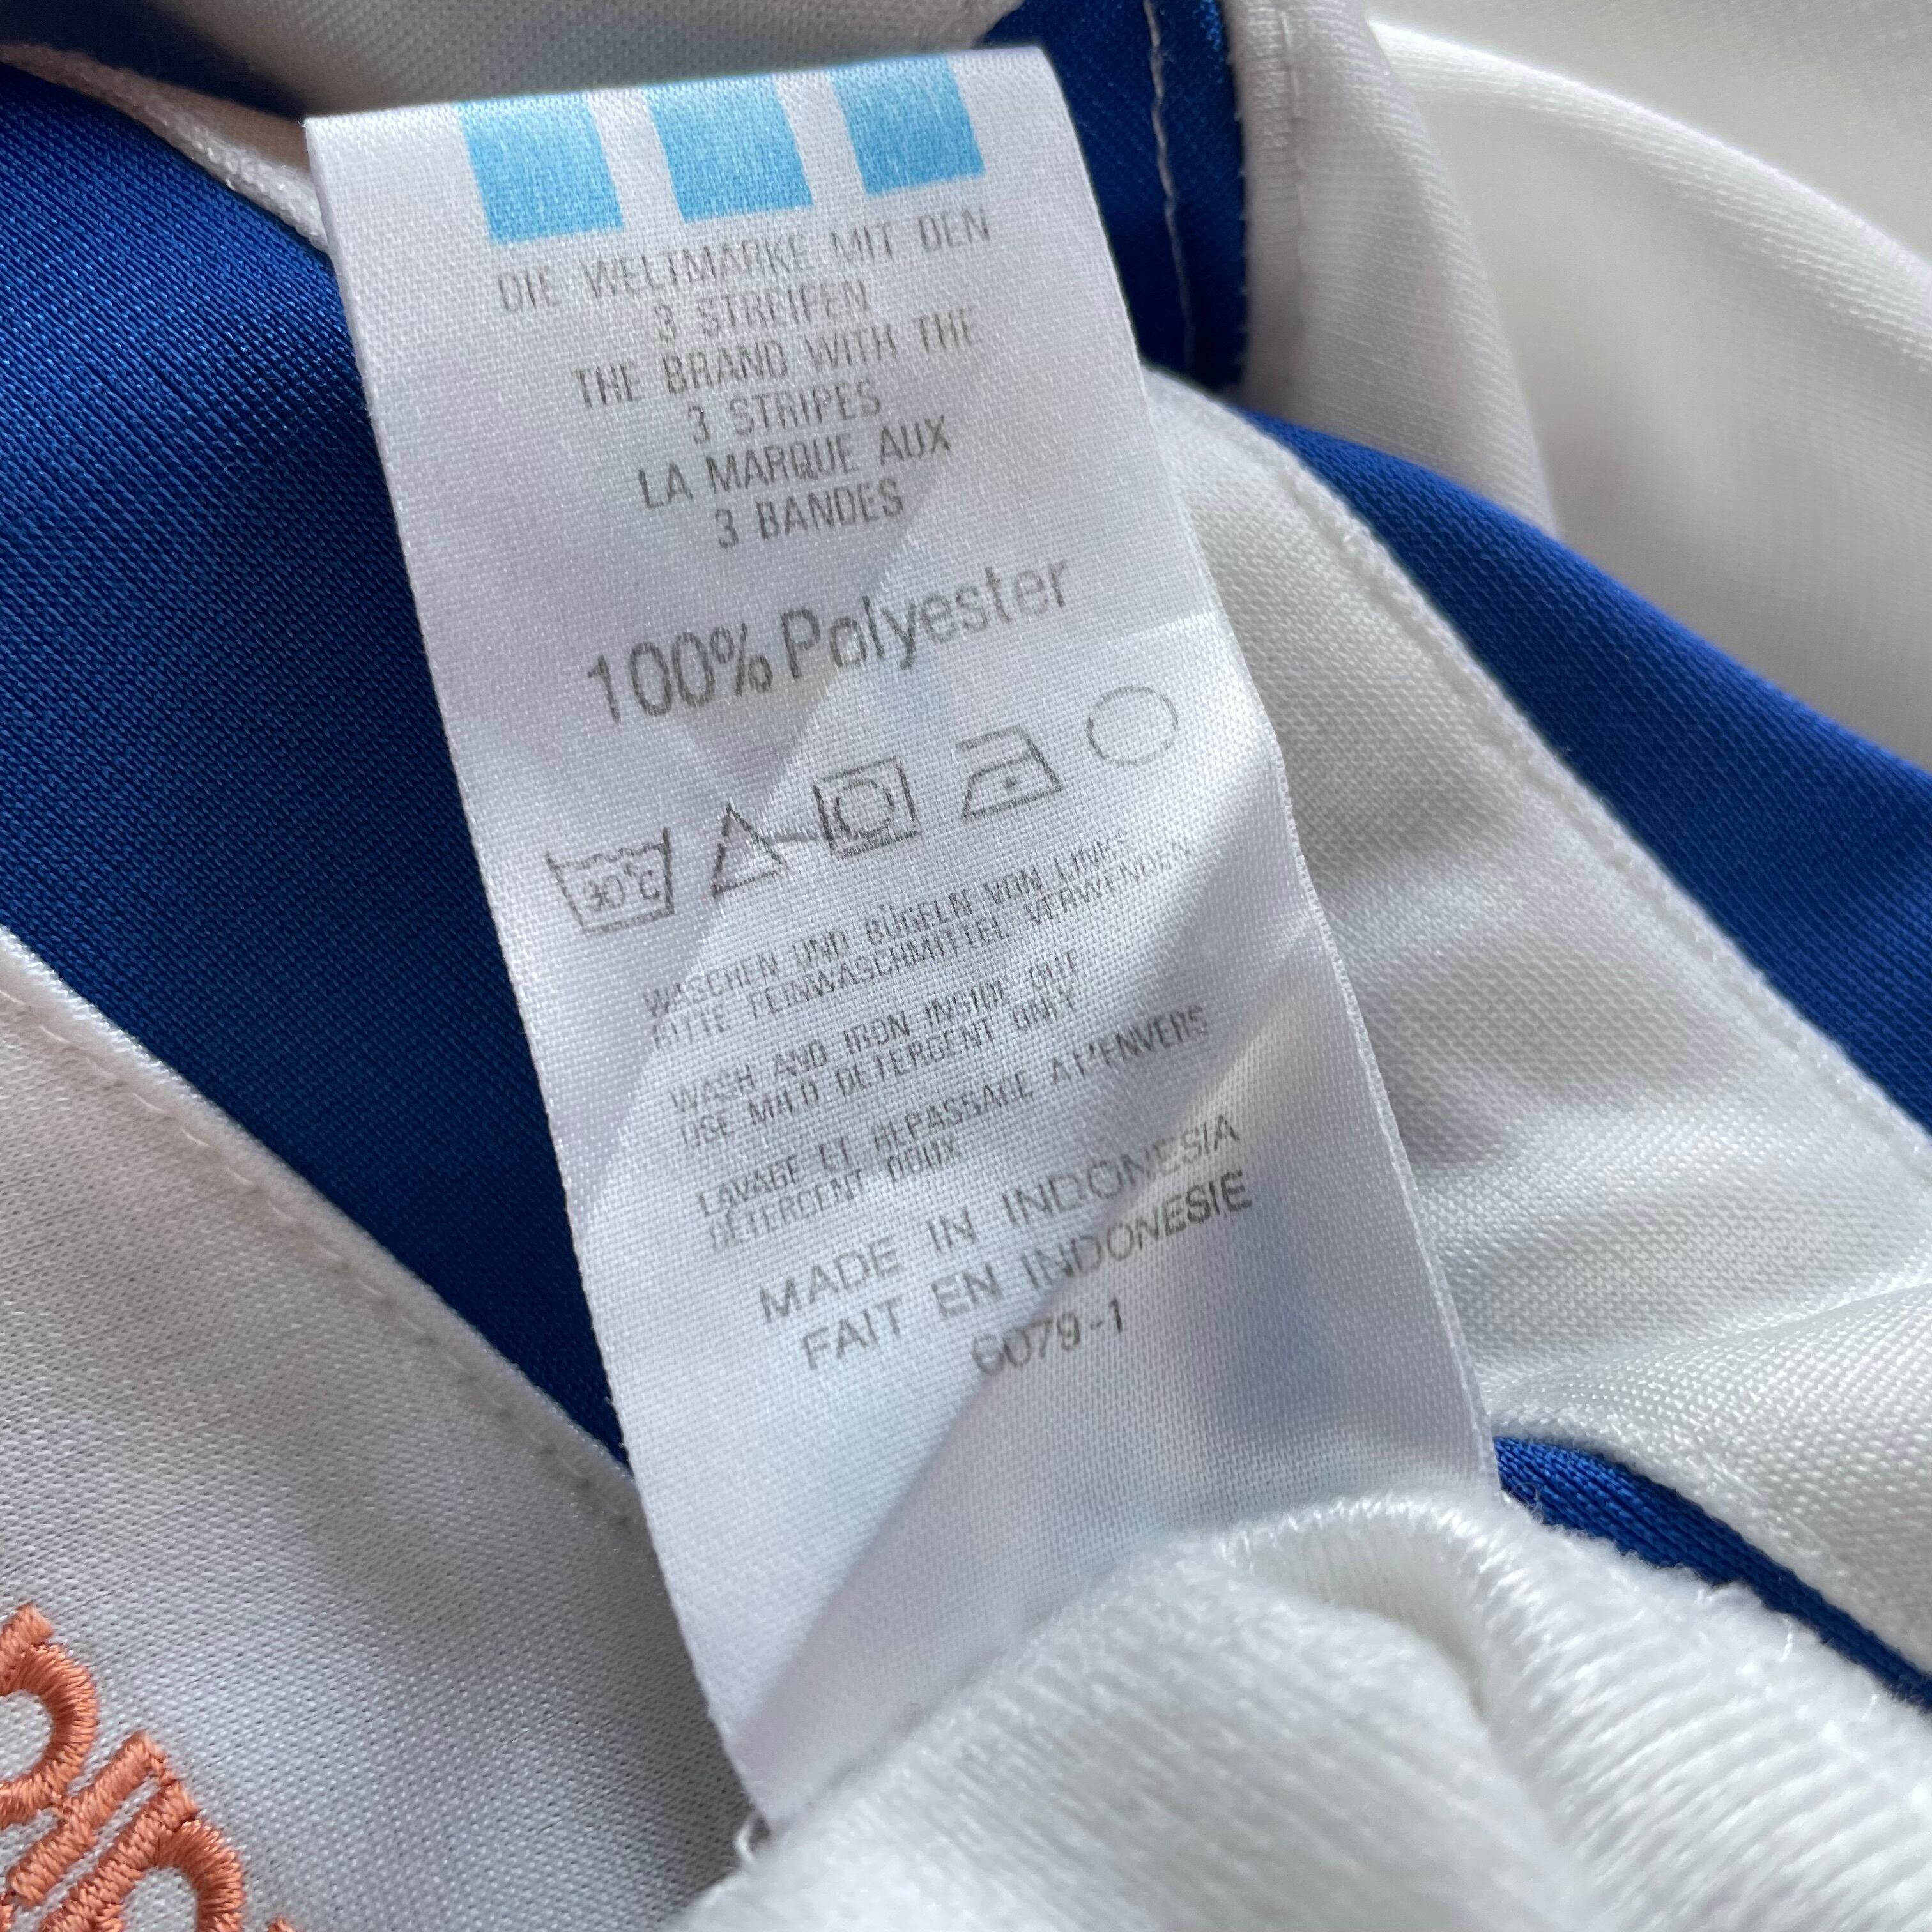 DIE WELTMARKE MIT DEN
3 STREIFEN
THE BRAND WITH THE
3 STRIPES
LA MARQUE AUX
3 BANDES
100% Polyester
30°C
WASCHEN UND BÜGELN VON LINKS
BITTE FEINWASCHMITTEL VERWENDEN
WASH AND IRON INSIDE OUT
USE MILD DETERGENT ONLY
LAVAGE ET REPASSAGE A L'ENVERS
DÉTERGENT DOUX
MADE IN INDONESIA
FAIT EN INDONESIE
6079-1